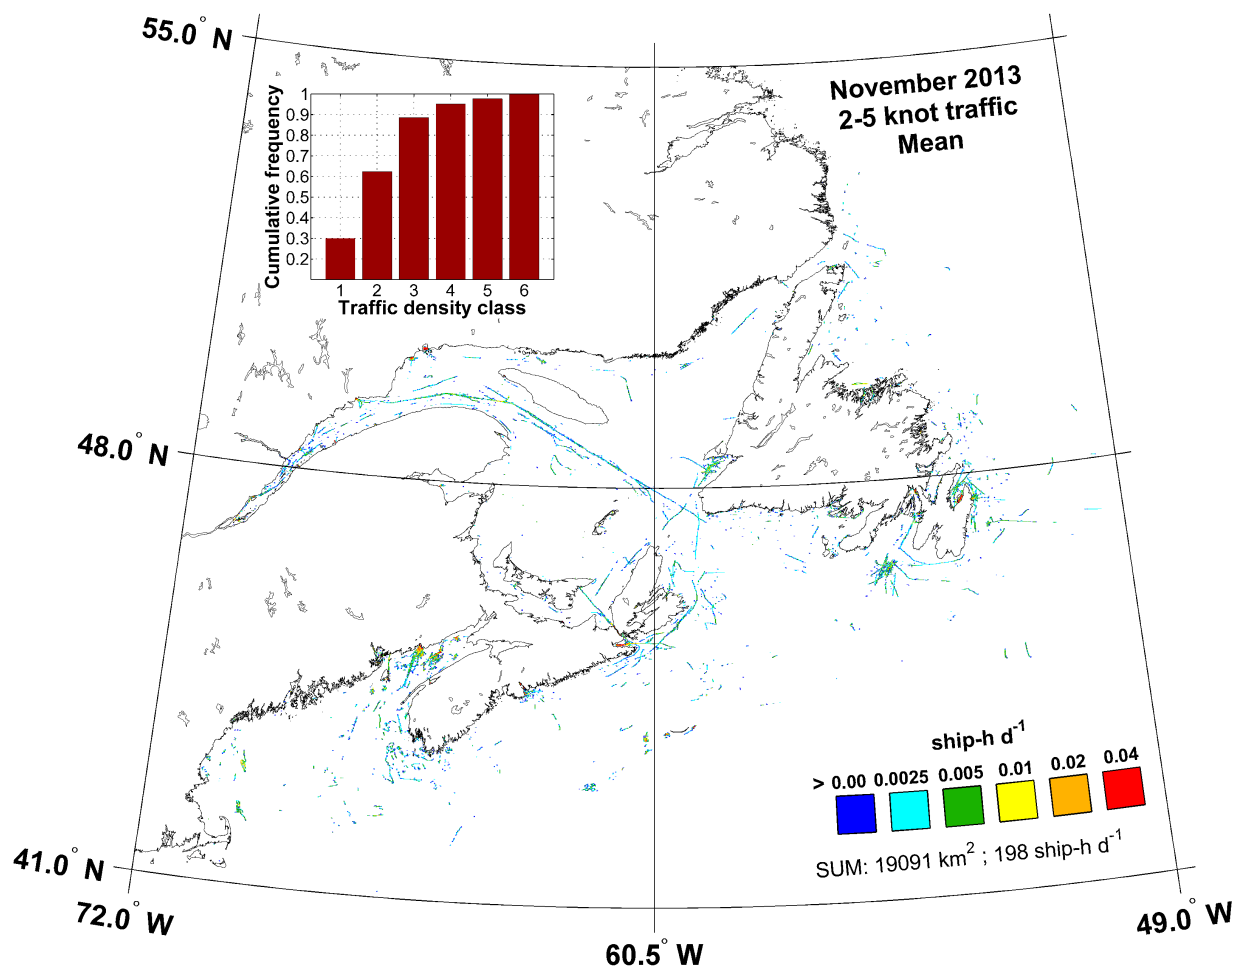 55.0° N
November 2013
2-5 knot traffic
Mean
Cumulative frequency
1
0.9
0.8
0.7
0.6
0.5
0.4
0.3
0.2
1 2 3 4 5 6
Traffic density class
48.0° N
ship-h d-1
> 0.00 0.0025 0.005 0.01 0.02 0.04
SUM: 19091 km2 ; 198 ship-h d-1
41.0° N
72.0° W
60.5° W
49.0° W